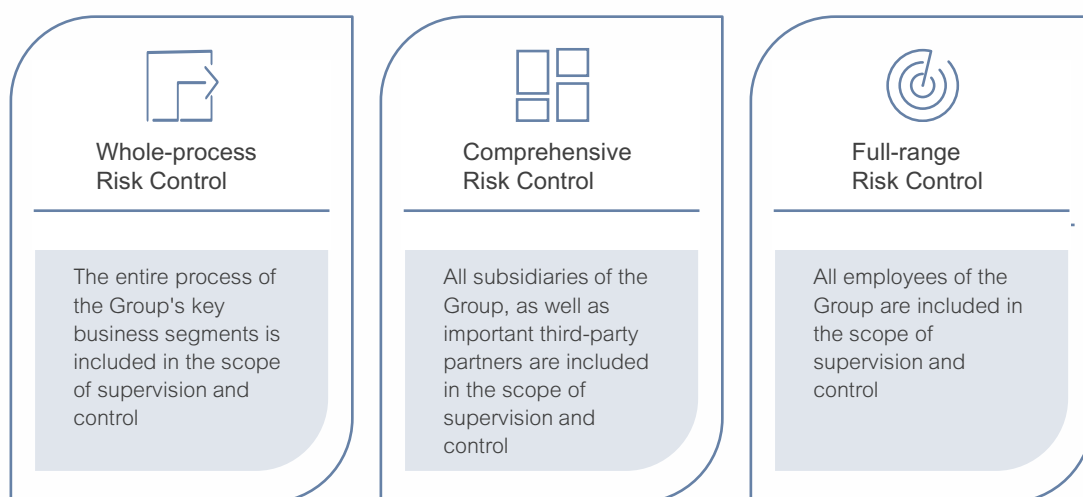 Whole-process
Risk Control
The entire process of
the Group's key
business segments is
included in the scope
of supervision and
control
Comprehensive
Risk Control
All subsidiaries of the
Group, as well as
important third-party
partners are included
in the scope of
supervision and
control
Full-range
Risk Control
All employees of the
Group are included in
the scope of
supervision and
control